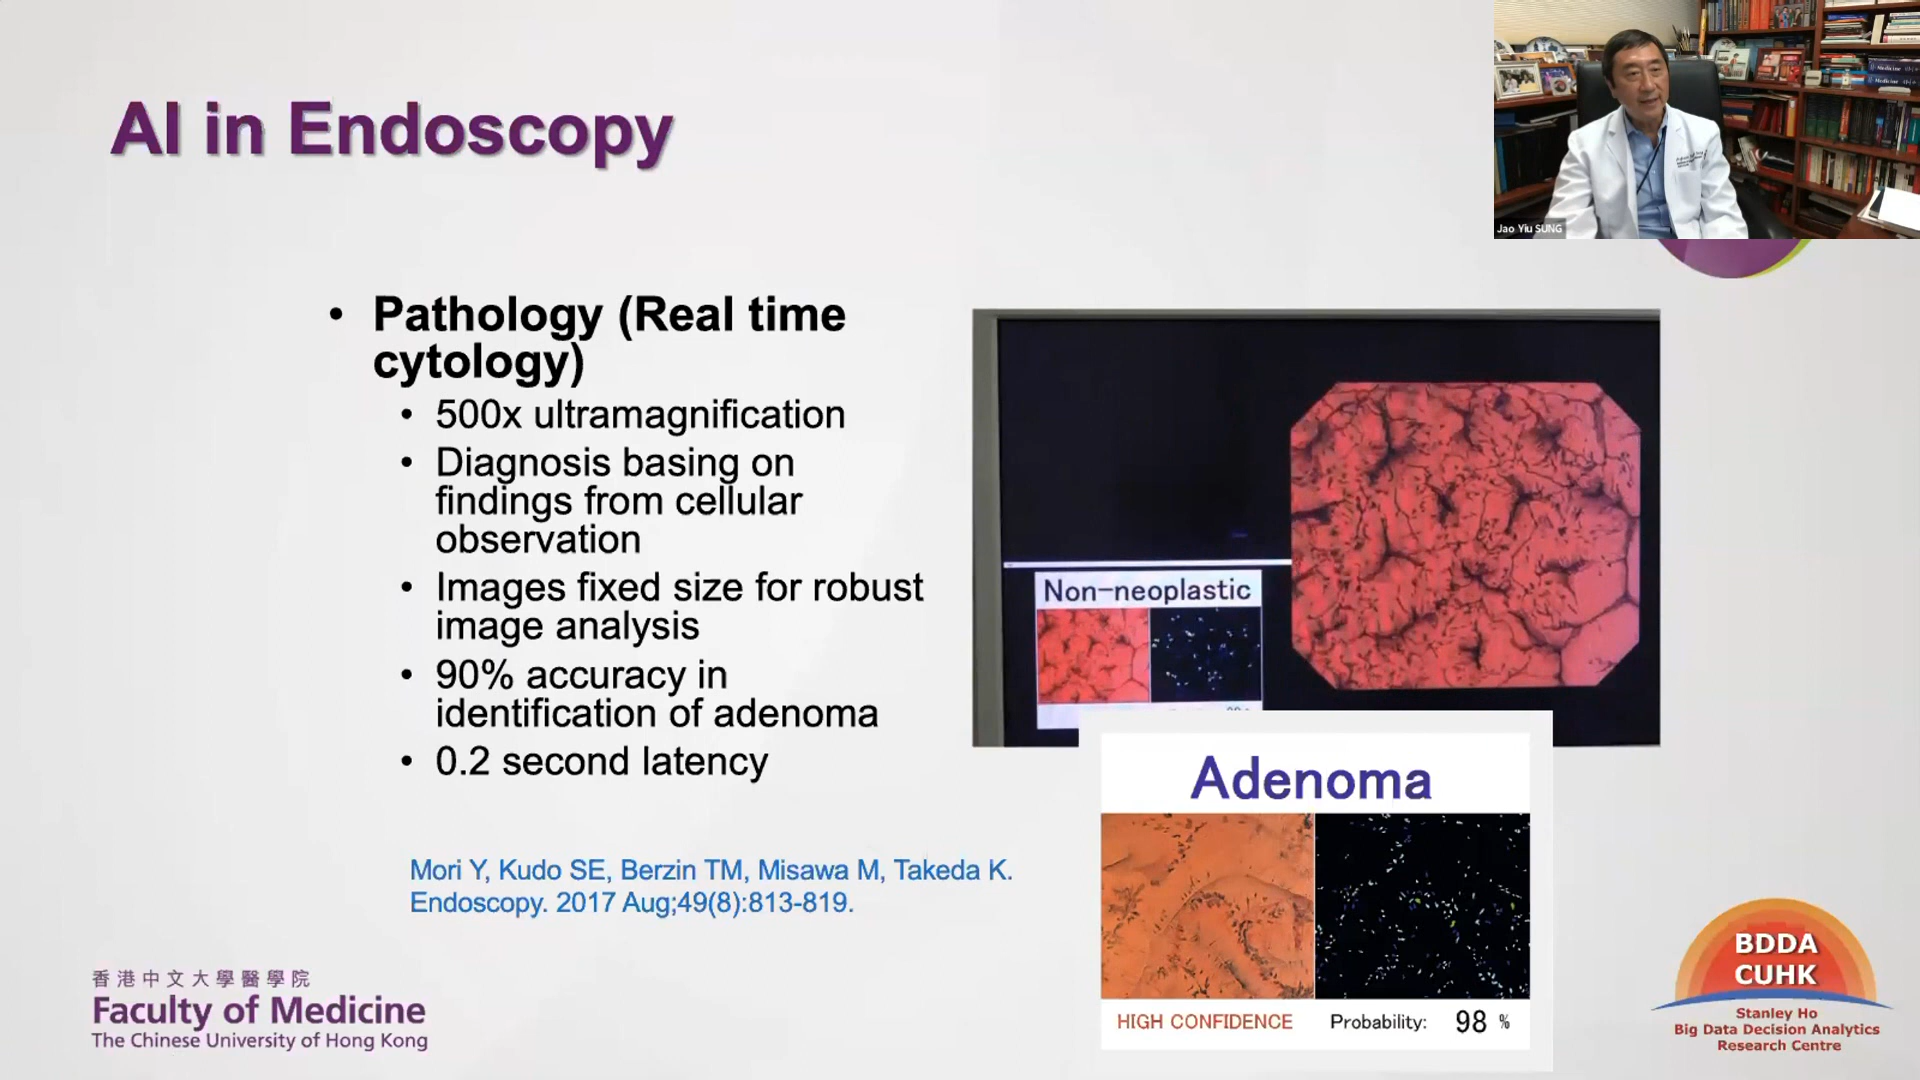 AI in Endoscopy
Jao Yiu SUNG
• Pathology (Real time
cytology)
• 500x ultramagnification
• Diagnosis basing on
findings from cellular
observation
• Images fixed size for robust
image analysis
• 90% accuracy in
identification of adenoma
• 0.2 second latency
Mori Y, Kudo SE, Berzin TM, Misawa M, Takeda K.
Endoscopy. 2017 Aug;49(8):813-819.
Non-neoplastic
Adenoma
HIGH CONFIDENCE Probability: 98 %
香港中文大學醫學院
Faculty of Medicine
The Chinese University of Hong Kong
BDDA
CUHK
Stanley Ho
Big Data Decision Analytics
Research Centre